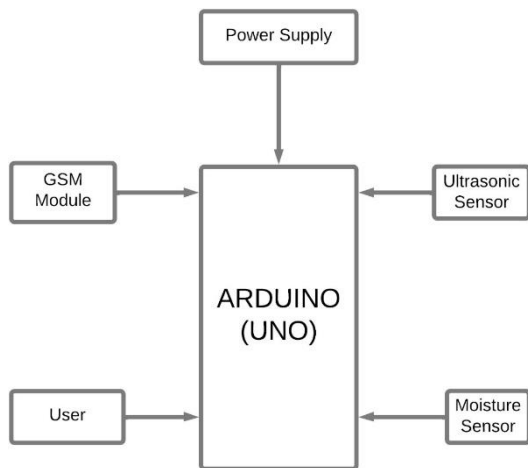 Power Supply
GSM
Module
Ultrasonic
Sensor
ARDUINO
(UNO)
User
Moisture
Sensor